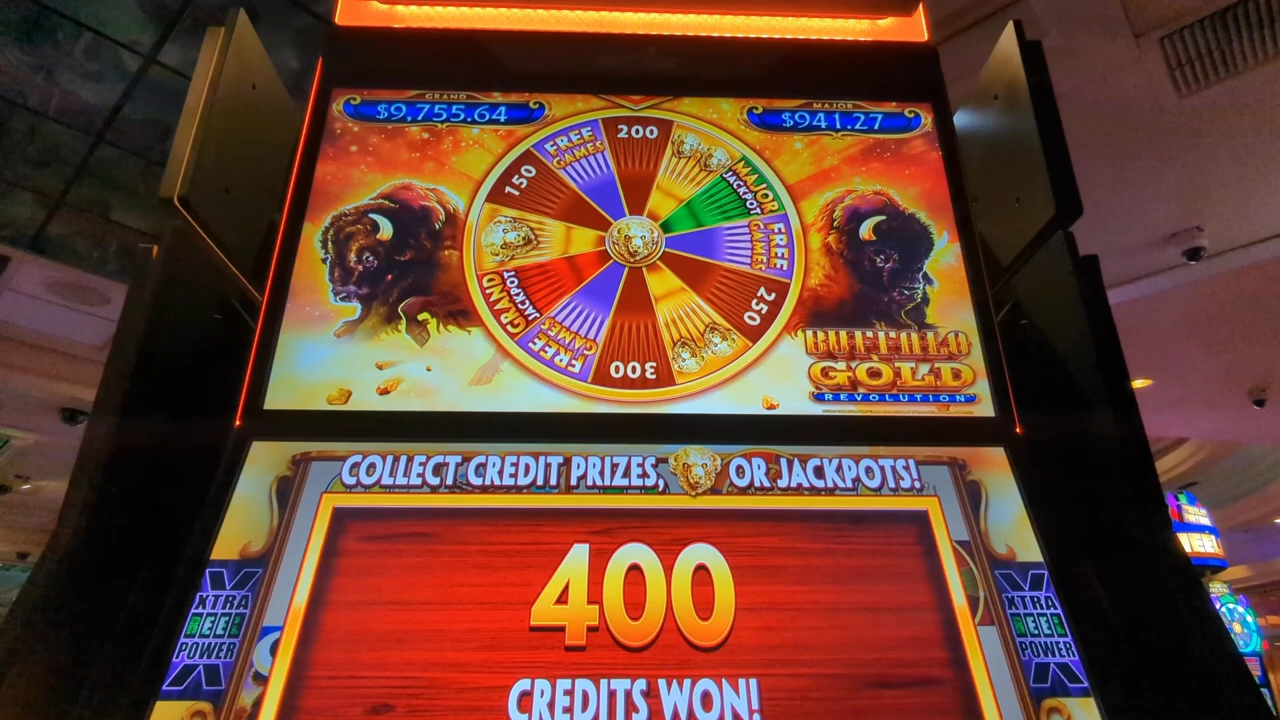 GRAND
$9,755.64
MAJOR
$941.27
200
MAJOR
JACKPOT
FREE
GAMES
250
300
FREE
GAMES
GRAND
JACKPOT
150
FREE
GAMES
BUFFALO
GOLD
REVOLUTION
COLLECT CREDIT PRIZES, OR JACKPOTS!
400
CREDITS WON!
XTRA
REEL
POWER
XTRA
REEL
POWER